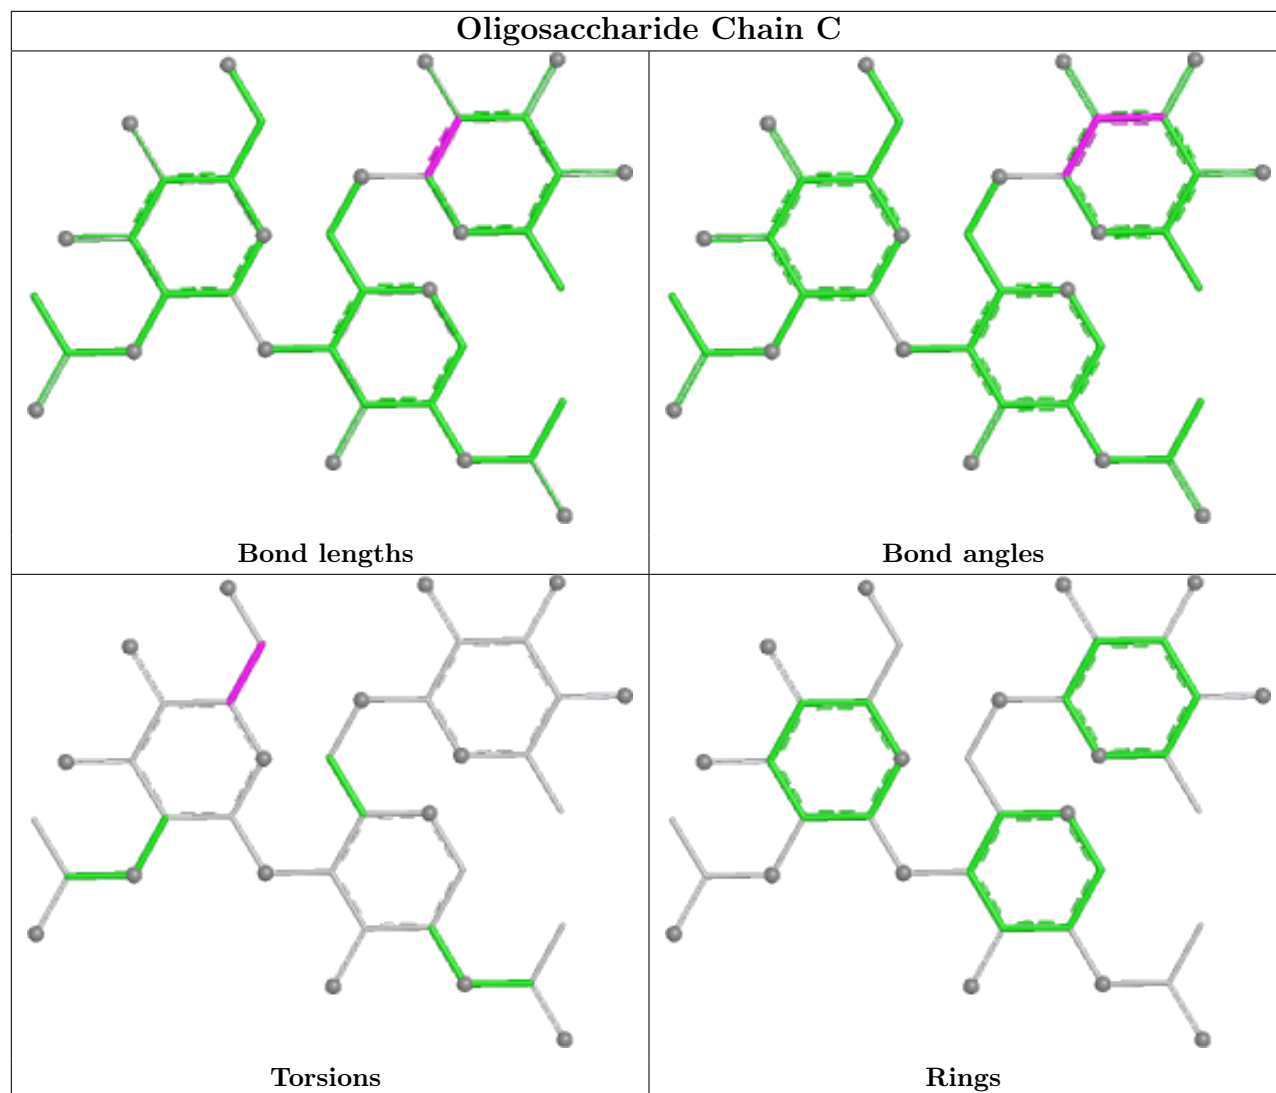 Oligosaccharide Chain C
Bond lengths
Bond angles
Torsions
Rings